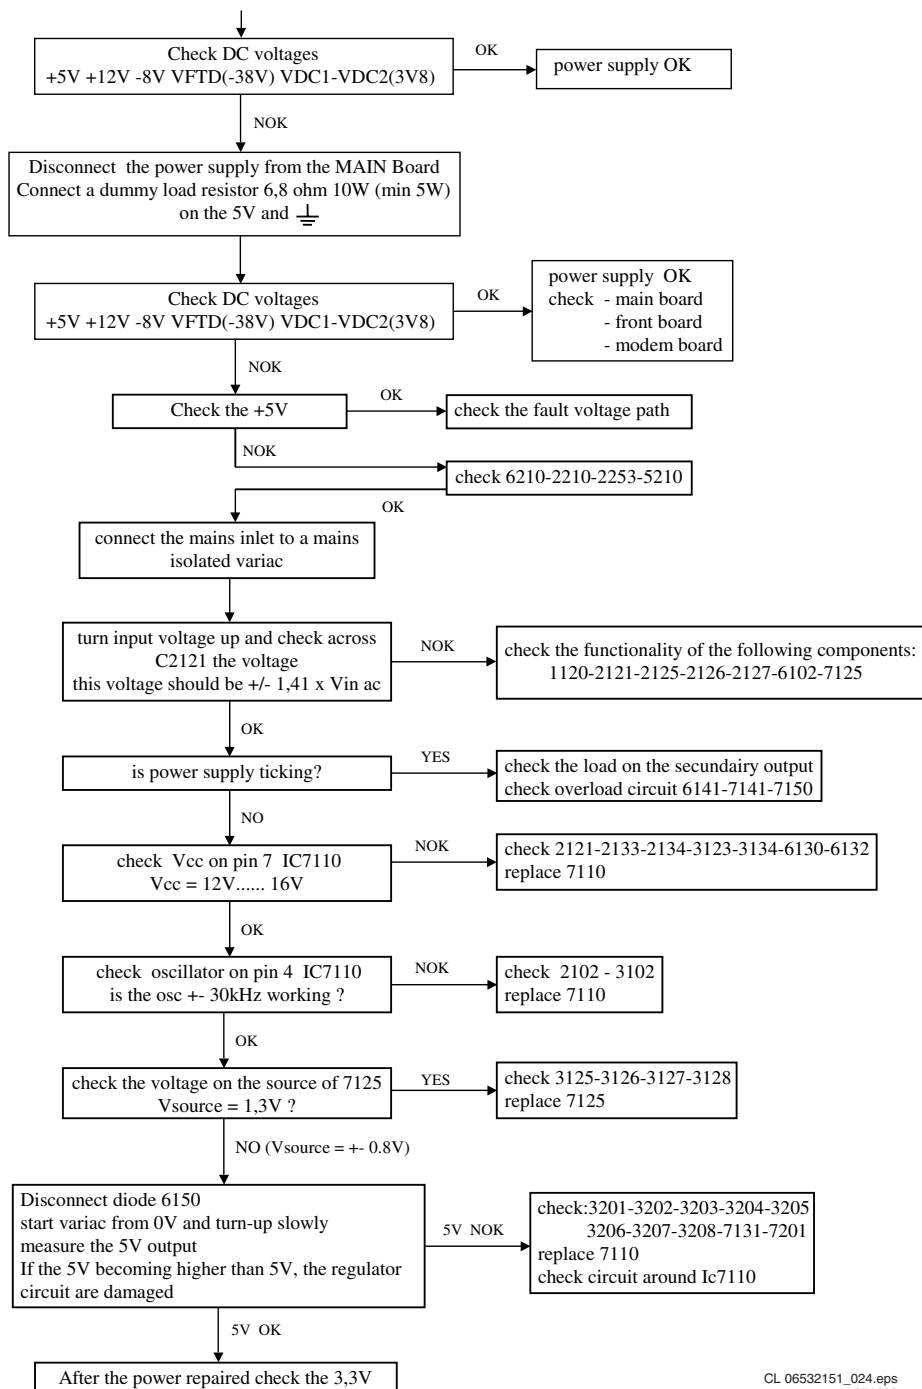 Check DC voltages
+5V +12V -8V VFTD(-38V) VDC1-VDC2(3V8)
OK
power supply OK
NOK
Disconnect the power supply from the MAIN Board
Connect a dummy load resistor 6,8 ohm 10W (min 5W)
on the 5V and
Check DC voltages
+5V +12V -8V VFTD(-38V) VDC1-VDC2(3V8)
OK
power supply OK
check - main board
- front board
- modem board
NOK
Check the +5V
OK
check the fault voltage path
NOK
check 6210-2210-2253-5210
OK
connect the mains inlet to a mains
isolated variac
turn input voltage up and check across
C2121 the voltage
this voltage should be +/- 1,41 x Vin ac
NOK
check the functionality of the following components:
1120-2121-2125-2126-2127-6102-7125
OK
is power supply ticking?
YES
check the load on the secundairy output
check overload circuit 6141-7141-7150
NO
check Vcc on pin 7 IC7110
Vcc = 12V...... 16V
NOK
check 2121-2133-2134-3123-3134-6130-6132
replace 7110
OK
check oscillator on pin 4 IC7110
is the osc +- 30kHz working ?
NOK
check 2102 - 3102
replace 7110
OK
check the voltage on the source of 7125
Vsource = 1,3V ?
YES
check 3125-3126-3127-3128
replace 7125
NO (Vsource = +- 0.8V)
Disconnect diode 6150
start variac from 0V and turn-up slowly
measure the 5V output
If the 5V becoming higher than 5V, the regulator
circuit are damaged
5V NOK
check:3201-3202-3203-3204-3205
3206-3207-3208-7131-7201
replace 7110
check circuit around Ic7110
5V OK
After the power repaired check the 3,3V
CL 06532151_024.eps